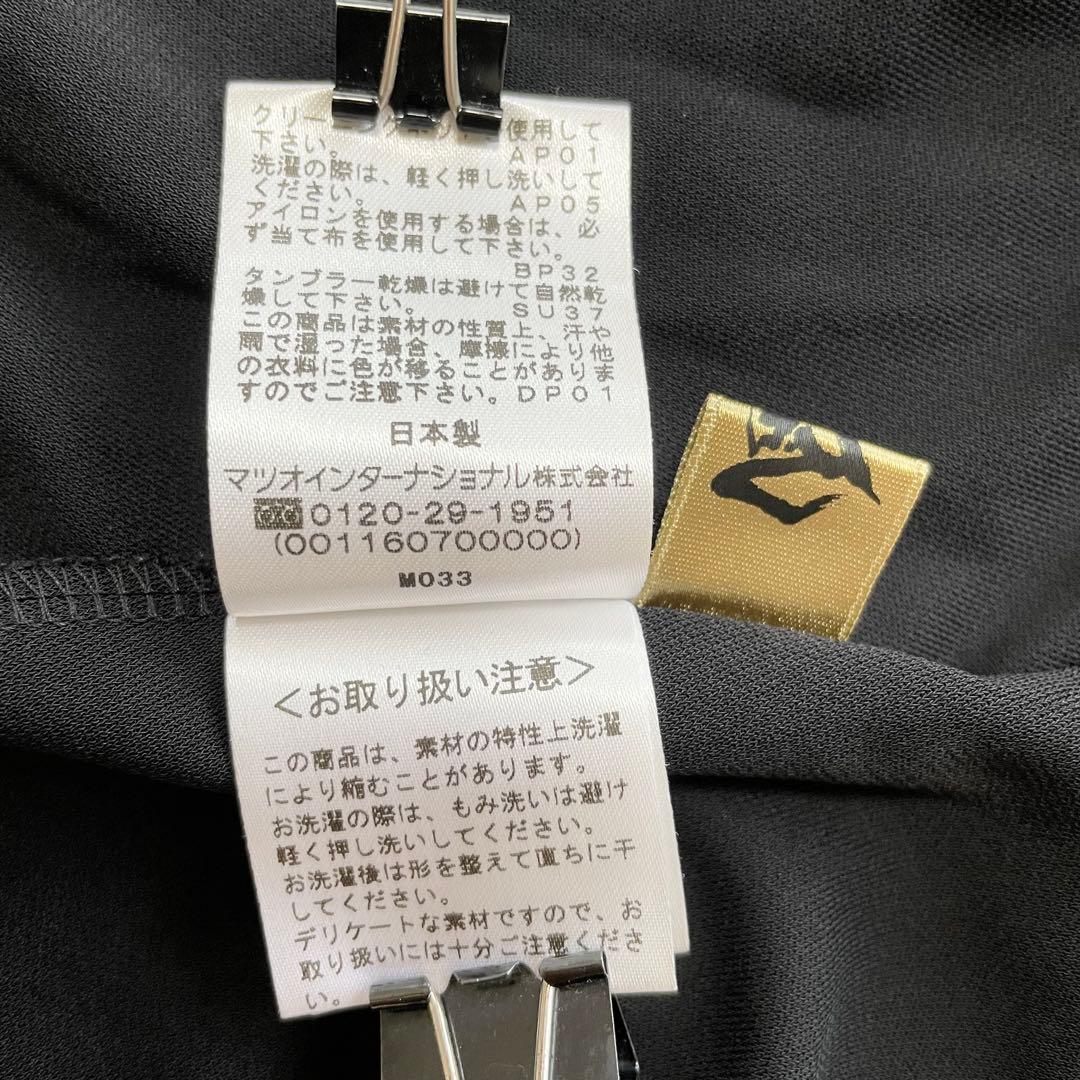 クリー 使用して
下さい。 AP01
洗濯の際は、軽く押し洗いして
ください。 AP05
アイロンを使用する場合は、必
ず当て布を使用して下さい。
BP32
タンブラー乾燥は避けて自然乾
燥して下さい。 SU37
この商品は素材の性質上、汗や
雨で湿った場合、摩擦により他
の衣料に色が移ることがありま
すのでご注意下さい。DP01
日本製
マツオインターナショナル株式会社
0120-29-1951
(001160700000)
M033
<お取り扱い注意>
この商品は、素材の特性上洗濯
により縮むことがあります。
お洗濯の際は、もみ洗いは避け
軽く押し洗いしてください。
お洗濯後は形を整えて直ちに干
してください。
デリケートな素材ですので、お
取り扱いには十分ご注意くださ
い。